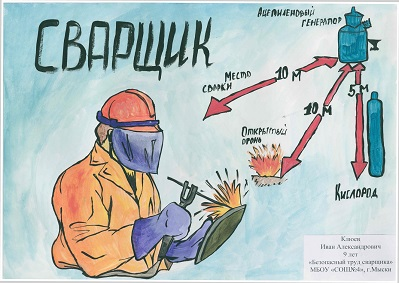 СВАРЩИК
Ацетиленовый
генератор
Место
сварки
10 м
10 м
5 м
Открытый
огонь
Кислород
Клюев
Иван Александрович
9 лет
«Безопасный труд сварщика»
МБОУ «СОШ№4», г.Мыски